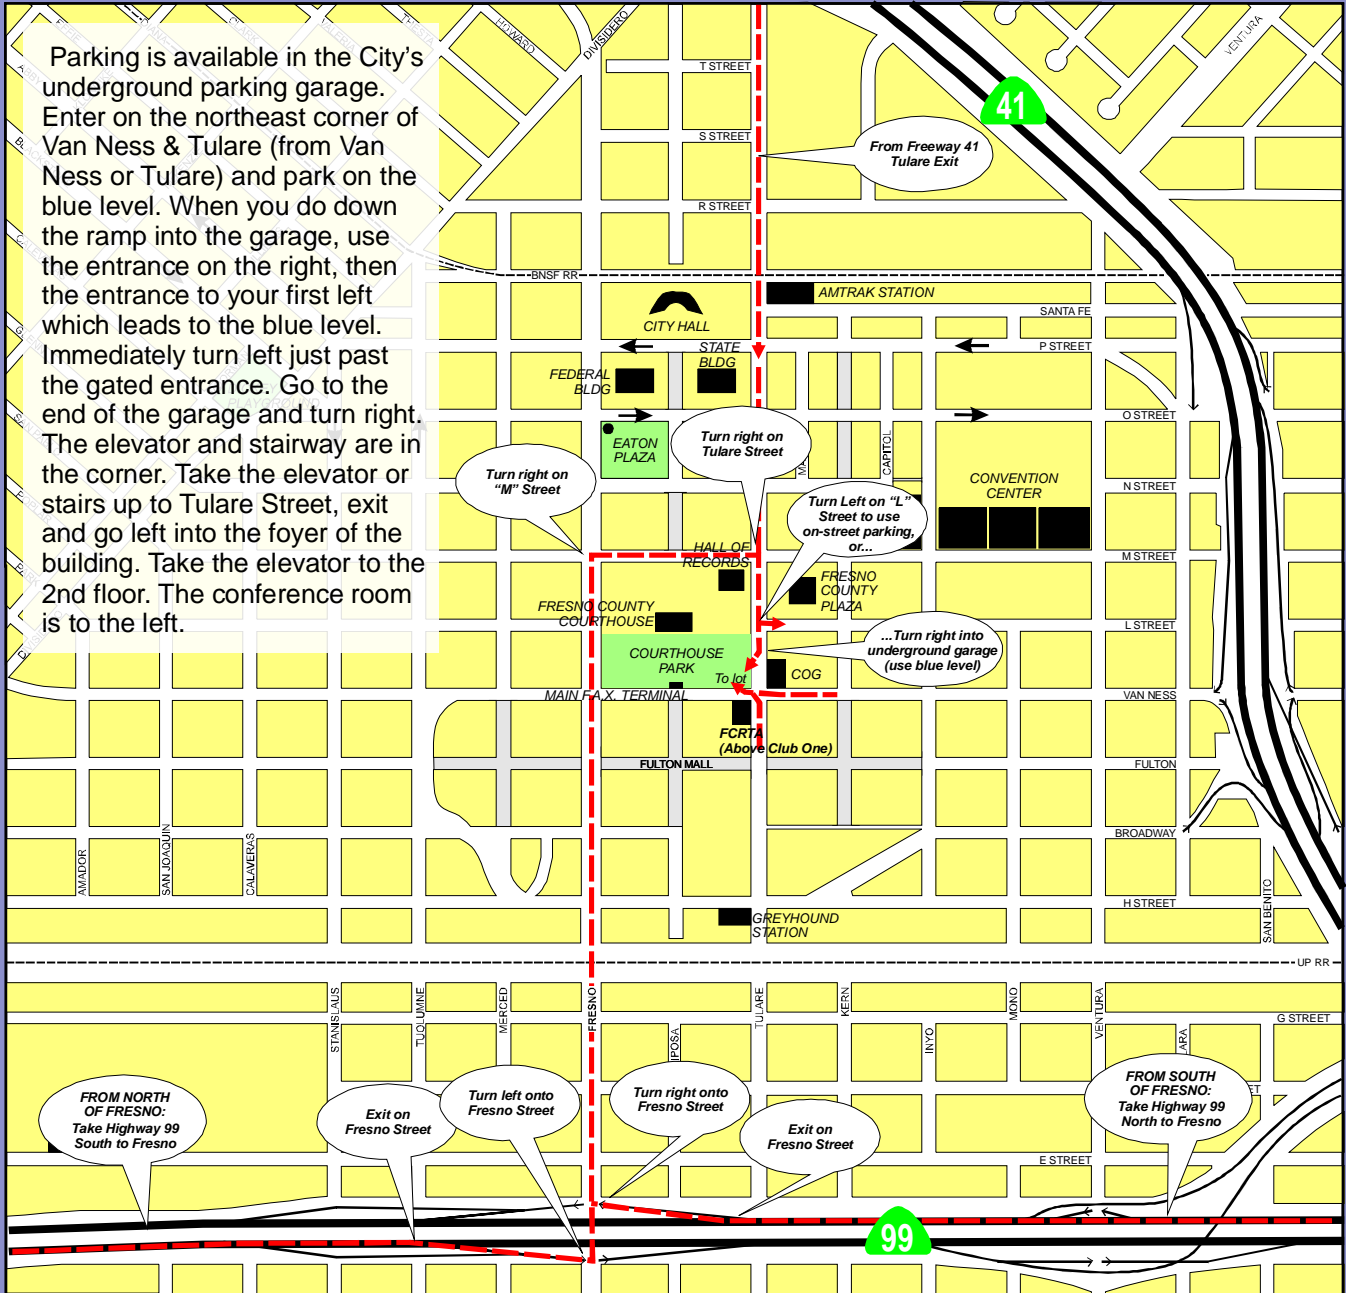 Parking is available in the City's
underground parking garage.
Enter on the northeast corner of
Van Ness & Tulare (from Van
Ness or Tulare) and park on the
blue level. When you do down
the ramp into the garage, use
the entrance on the right, then
the entrance to your first left
which leads to the blue level.
Immediately turn left just past
the gated entrance. Go to the
end of the garage and turn right.
The elevator and stairway are in
the corner. Take the elevator or
stairs up to Tulare Street, exit
and go left into the foyer of the
building. Take the elevator to the
2nd floor. The conference room
is to the left.
HOWARD
DIVISIDERO
VENTURA
T STREET
41
S STREET
From Freeway 41
Tulare Exit
R STREET
BNSF RR
AMTRAK STATION
SANTA FE
CITY HALL
P STREET
STATE
BLDG
FEDERAL
BLDG
PLAYGROUND
O STREET
EATON
PLAZA
Turn right on
Tulare Street
CAPITOL
Turn right on
"M" Street
CONVENTION
CENTER
N STREET
Turn Left on "L"
Street to use
on-street parking,
or...
HALL OF
RECORDS
M STREET
FRESNO
COUNTY
PLAZA
FRESNO COUNTY
COURTHOUSE
L STREET
...Turn right into
underground garage
(use blue level)
COURTHOUSE
PARK
To lot
COG
MAIN F.A.X. TERMINAL
VAN NESS
FCRTA
(Above Club One)
FULTON MALL
FULTON
BROADWAY
AMADOR
SAN JOAQUIN
CALAVERAS
H STREET
SAN BENITO
GREYHOUND
STATION
UP RR
STANISLAUS
TUOLUMNE
MERCED
FRESNO
IPOSA
TULARE
KERN
INYO
MONO
VENTURA
ARA
G STREET
FROM NORTH
OF FRESNO:
Take Highway 99
South to Fresno
Exit on
Fresno Street
Turn left onto
Fresno Street
Turn right onto
Fresno Street
Exit on
Fresno Street
FROM SOUTH
OF FRESNO:
Take Highway 99
North to Fresno
ET
E STREET
99